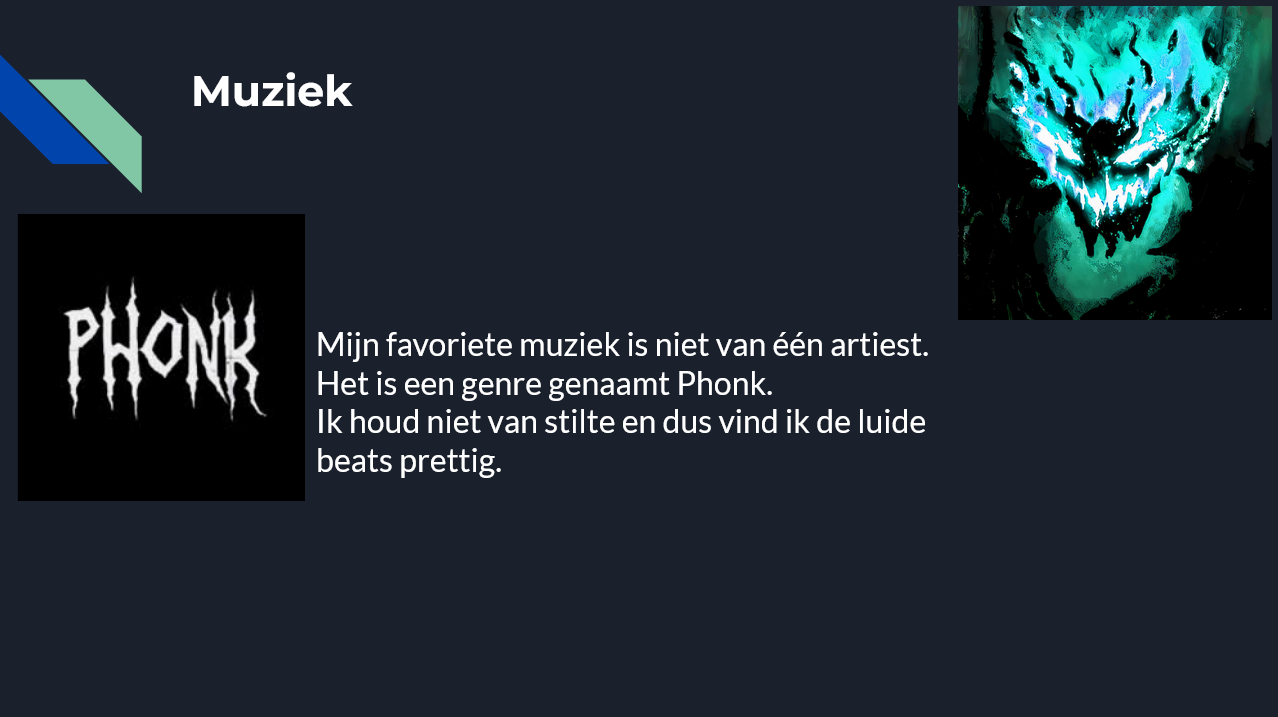 Muziek
PHONK
Mijn favoriete muziek is niet van één artiest.
Het is een genre genaamt Phonk.
Ik houd niet van stilte en dus vind ik de luide
beats prettig.